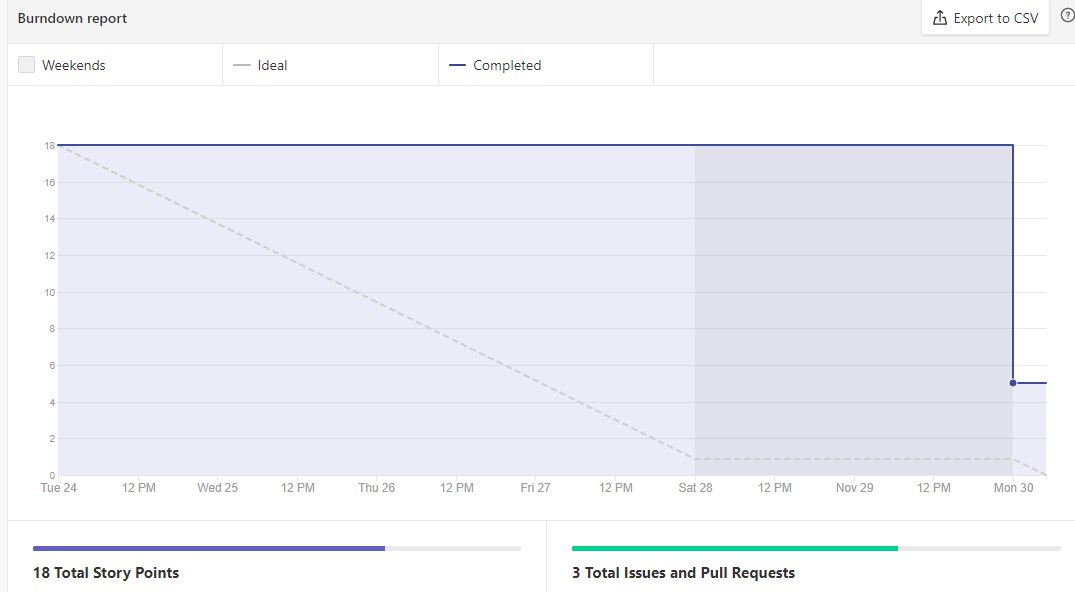 Burndown report
Export to CSV
?
Weekends
Ideal
Completed
18
16
14
12
10
8
6
4
2
0
Tue 24 12 PM Wed 25 12 PM Thu 26 12 PM Fri 27 12 PM Sat 28 12 PM Nov 29 12 PM Mon 30
18 Total Story Points
3 Total Issues and Pull Requests